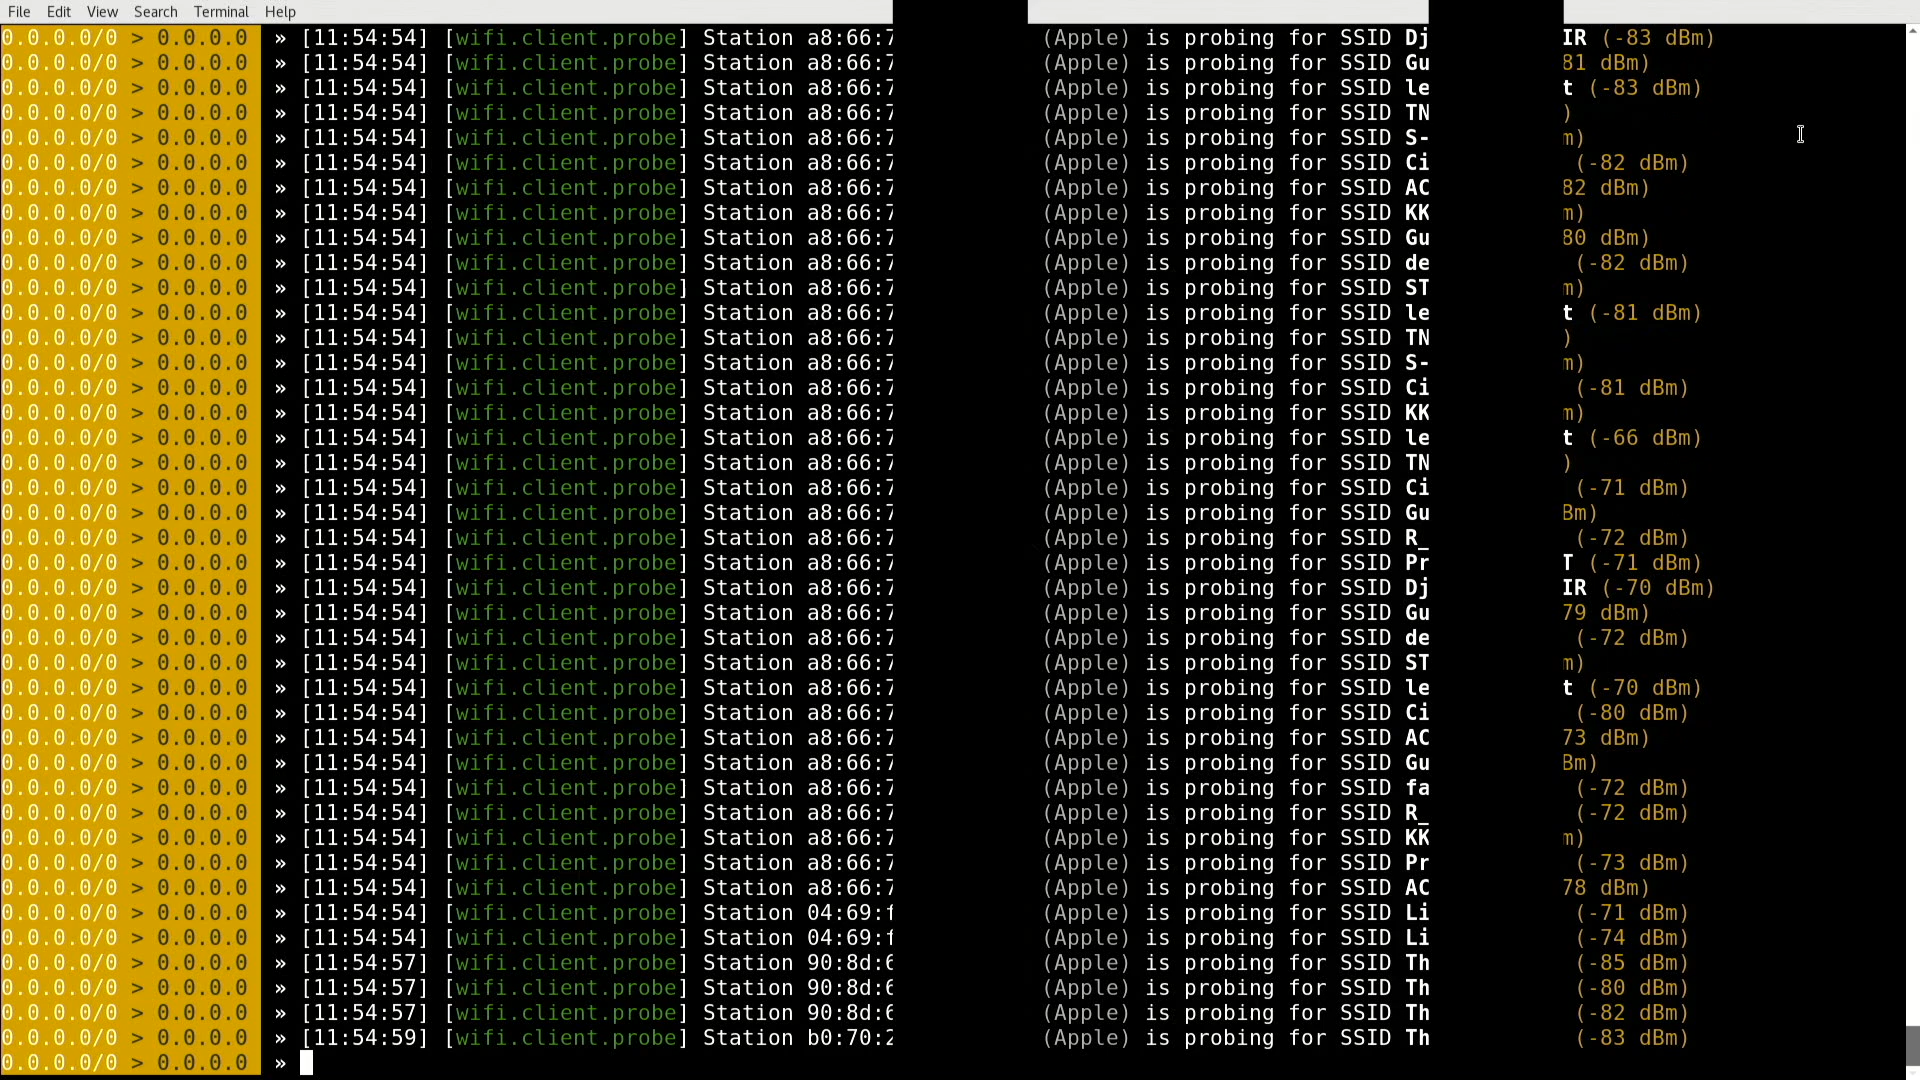 File Edit View Search Terminal Help
0.0.0.0/0 > 0.0.0.0 » [11:54:54] [wifi.client.probe] Station a8:66:7 (Apple) is probing for SSID Dj IR (-83 dBm)
0.0.0.0/0 > 0.0.0.0 » [11:54:54] [wifi.client.probe] Station a8:66:7 (Apple) is probing for SSID Gu 81 dBm)
0.0.0.0/0 > 0.0.0.0 » [11:54:54] [wifi.client.probe] Station a8:66:7 (Apple) is probing for SSID le t (-83 dBm)
0.0.0.0/0 > 0.0.0.0 » [11:54:54] [wifi.client.probe] Station a8:66:7 (Apple) is probing for SSID TN )
0.0.0.0/0 > 0.0.0.0 » [11:54:54] [wifi.client.probe] Station a8:66:7 (Apple) is probing for SSID S- m)
0.0.0.0/0 > 0.0.0.0 » [11:54:54] [wifi.client.probe] Station a8:66:7 (Apple) is probing for SSID Ci (-82 dBm)
0.0.0.0/0 > 0.0.0.0 » [11:54:54] [wifi.client.probe] Station a8:66:7 (Apple) is probing for SSID AC 82 dBm)
0.0.0.0/0 > 0.0.0.0 » [11:54:54] [wifi.client.probe] Station a8:66:7 (Apple) is probing for SSID KK m)
0.0.0.0/0 > 0.0.0.0 » [11:54:54] [wifi.client.probe] Station a8:66:7 (Apple) is probing for SSID Gu 80 dBm)
0.0.0.0/0 > 0.0.0.0 » [11:54:54] [wifi.client.probe] Station a8:66:7 (Apple) is probing for SSID de (-82 dBm)
0.0.0.0/0 > 0.0.0.0 » [11:54:54] [wifi.client.probe] Station a8:66:7 (Apple) is probing for SSID ST m)
0.0.0.0/0 > 0.0.0.0 » [11:54:54] [wifi.client.probe] Station a8:66:7 (Apple) is probing for SSID le t (-81 dBm)
0.0.0.0/0 > 0.0.0.0 » [11:54:54] [wifi.client.probe] Station a8:66:7 (Apple) is probing for SSID TN )
0.0.0.0/0 > 0.0.0.0 » [11:54:54] [wifi.client.probe] Station a8:66:7 (Apple) is probing for SSID S- m)
0.0.0.0/0 > 0.0.0.0 » [11:54:54] [wifi.client.probe] Station a8:66:7 (Apple) is probing for SSID Ci (-81 dBm)
0.0.0.0/0 > 0.0.0.0 » [11:54:54] [wifi.client.probe] Station a8:66:7 (Apple) is probing for SSID KK m)
0.0.0.0/0 > 0.0.0.0 » [11:54:54] [wifi.client.probe] Station a8:66:7 (Apple) is probing for SSID le t (-66 dBm)
0.0.0.0/0 > 0.0.0.0 » [11:54:54] [wifi.client.probe] Station a8:66:7 (Apple) is probing for SSID TN )
0.0.0.0/0 > 0.0.0.0 » [11:54:54] [wifi.client.probe] Station a8:66:7 (Apple) is probing for SSID Ci (-71 dBm)
0.0.0.0/0 > 0.0.0.0 » [11:54:54] [wifi.client.probe] Station a8:66:7 (Apple) is probing for SSID Gu Bm)
0.0.0.0/0 > 0.0.0.0 » [11:54:54] [wifi.client.probe] Station a8:66:7 (Apple) is probing for SSID R_ (-72 dBm)
0.0.0.0/0 > 0.0.0.0 » [11:54:54] [wifi.client.probe] Station a8:66:7 (Apple) is probing for SSID Pr T (-71 dBm)
0.0.0.0/0 > 0.0.0.0 » [11:54:54] [wifi.client.probe] Station a8:66:7 (Apple) is probing for SSID Dj IR (-70 dBm)
0.0.0.0/0 > 0.0.0.0 » [11:54:54] [wifi.client.probe] Station a8:66:7 (Apple) is probing for SSID Gu 79 dBm)
0.0.0.0/0 > 0.0.0.0 » [11:54:54] [wifi.client.probe] Station a8:66:7 (Apple) is probing for SSID de (-72 dBm)
0.0.0.0/0 > 0.0.0.0 » [11:54:54] [wifi.client.probe] Station a8:66:7 (Apple) is probing for SSID ST m)
0.0.0.0/0 > 0.0.0.0 » [11:54:54] [wifi.client.probe] Station a8:66:7 (Apple) is probing for SSID le t (-70 dBm)
0.0.0.0/0 > 0.0.0.0 » [11:54:54] [wifi.client.probe] Station a8:66:7 (Apple) is probing for SSID Ci (-80 dBm)
0.0.0.0/0 > 0.0.0.0 » [11:54:54] [wifi.client.probe] Station a8:66:7 (Apple) is probing for SSID AC 73 dBm)
0.0.0.0/0 > 0.0.0.0 » [11:54:54] [wifi.client.probe] Station a8:66:7 (Apple) is probing for SSID Gu Bm)
0.0.0.0/0 > 0.0.0.0 » [11:54:54] [wifi.client.probe] Station a8:66:7 (Apple) is probing for SSID fa (-72 dBm)
0.0.0.0/0 > 0.0.0.0 » [11:54:54] [wifi.client.probe] Station a8:66:7 (Apple) is probing for SSID R_ (-72 dBm)
0.0.0.0/0 > 0.0.0.0 » [11:54:54] [wifi.client.probe] Station a8:66:7 (Apple) is probing for SSID KK m)
0.0.0.0/0 > 0.0.0.0 » [11:54:54] [wifi.client.probe] Station a8:66:7 (Apple) is probing for SSID Pr (-73 dBm)
0.0.0.0/0 > 0.0.0.0 » [11:54:54] [wifi.client.probe] Station a8:66:7 (Apple) is probing for SSID AC 78 dBm)
0.0.0.0/0 > 0.0.0.0 » [11:54:54] [wifi.client.probe] Station 04:69:f (Apple) is probing for SSID Li (-71 dBm)
0.0.0.0/0 > 0.0.0.0 » [11:54:54] [wifi.client.probe] Station 04:69:f (Apple) is probing for SSID Li (-74 dBm)
0.0.0.0/0 > 0.0.0.0 » [11:54:57] [wifi.client.probe] Station 90:8d:6 (Apple) is probing for SSID Th (-85 dBm)
0.0.0.0/0 > 0.0.0.0 » [11:54:57] [wifi.client.probe] Station 90:8d:6 (Apple) is probing for SSID Th (-80 dBm)
0.0.0.0/0 > 0.0.0.0 » [11:54:57] [wifi.client.probe] Station 90:8d:6 (Apple) is probing for SSID Th (-82 dBm)
0.0.0.0/0 > 0.0.0.0 » [11:54:59] [wifi.client.probe] Station b0:70:2 (Apple) is probing for SSID Th (-83 dBm)
0.0.0.0/0 > 0.0.0.0 »